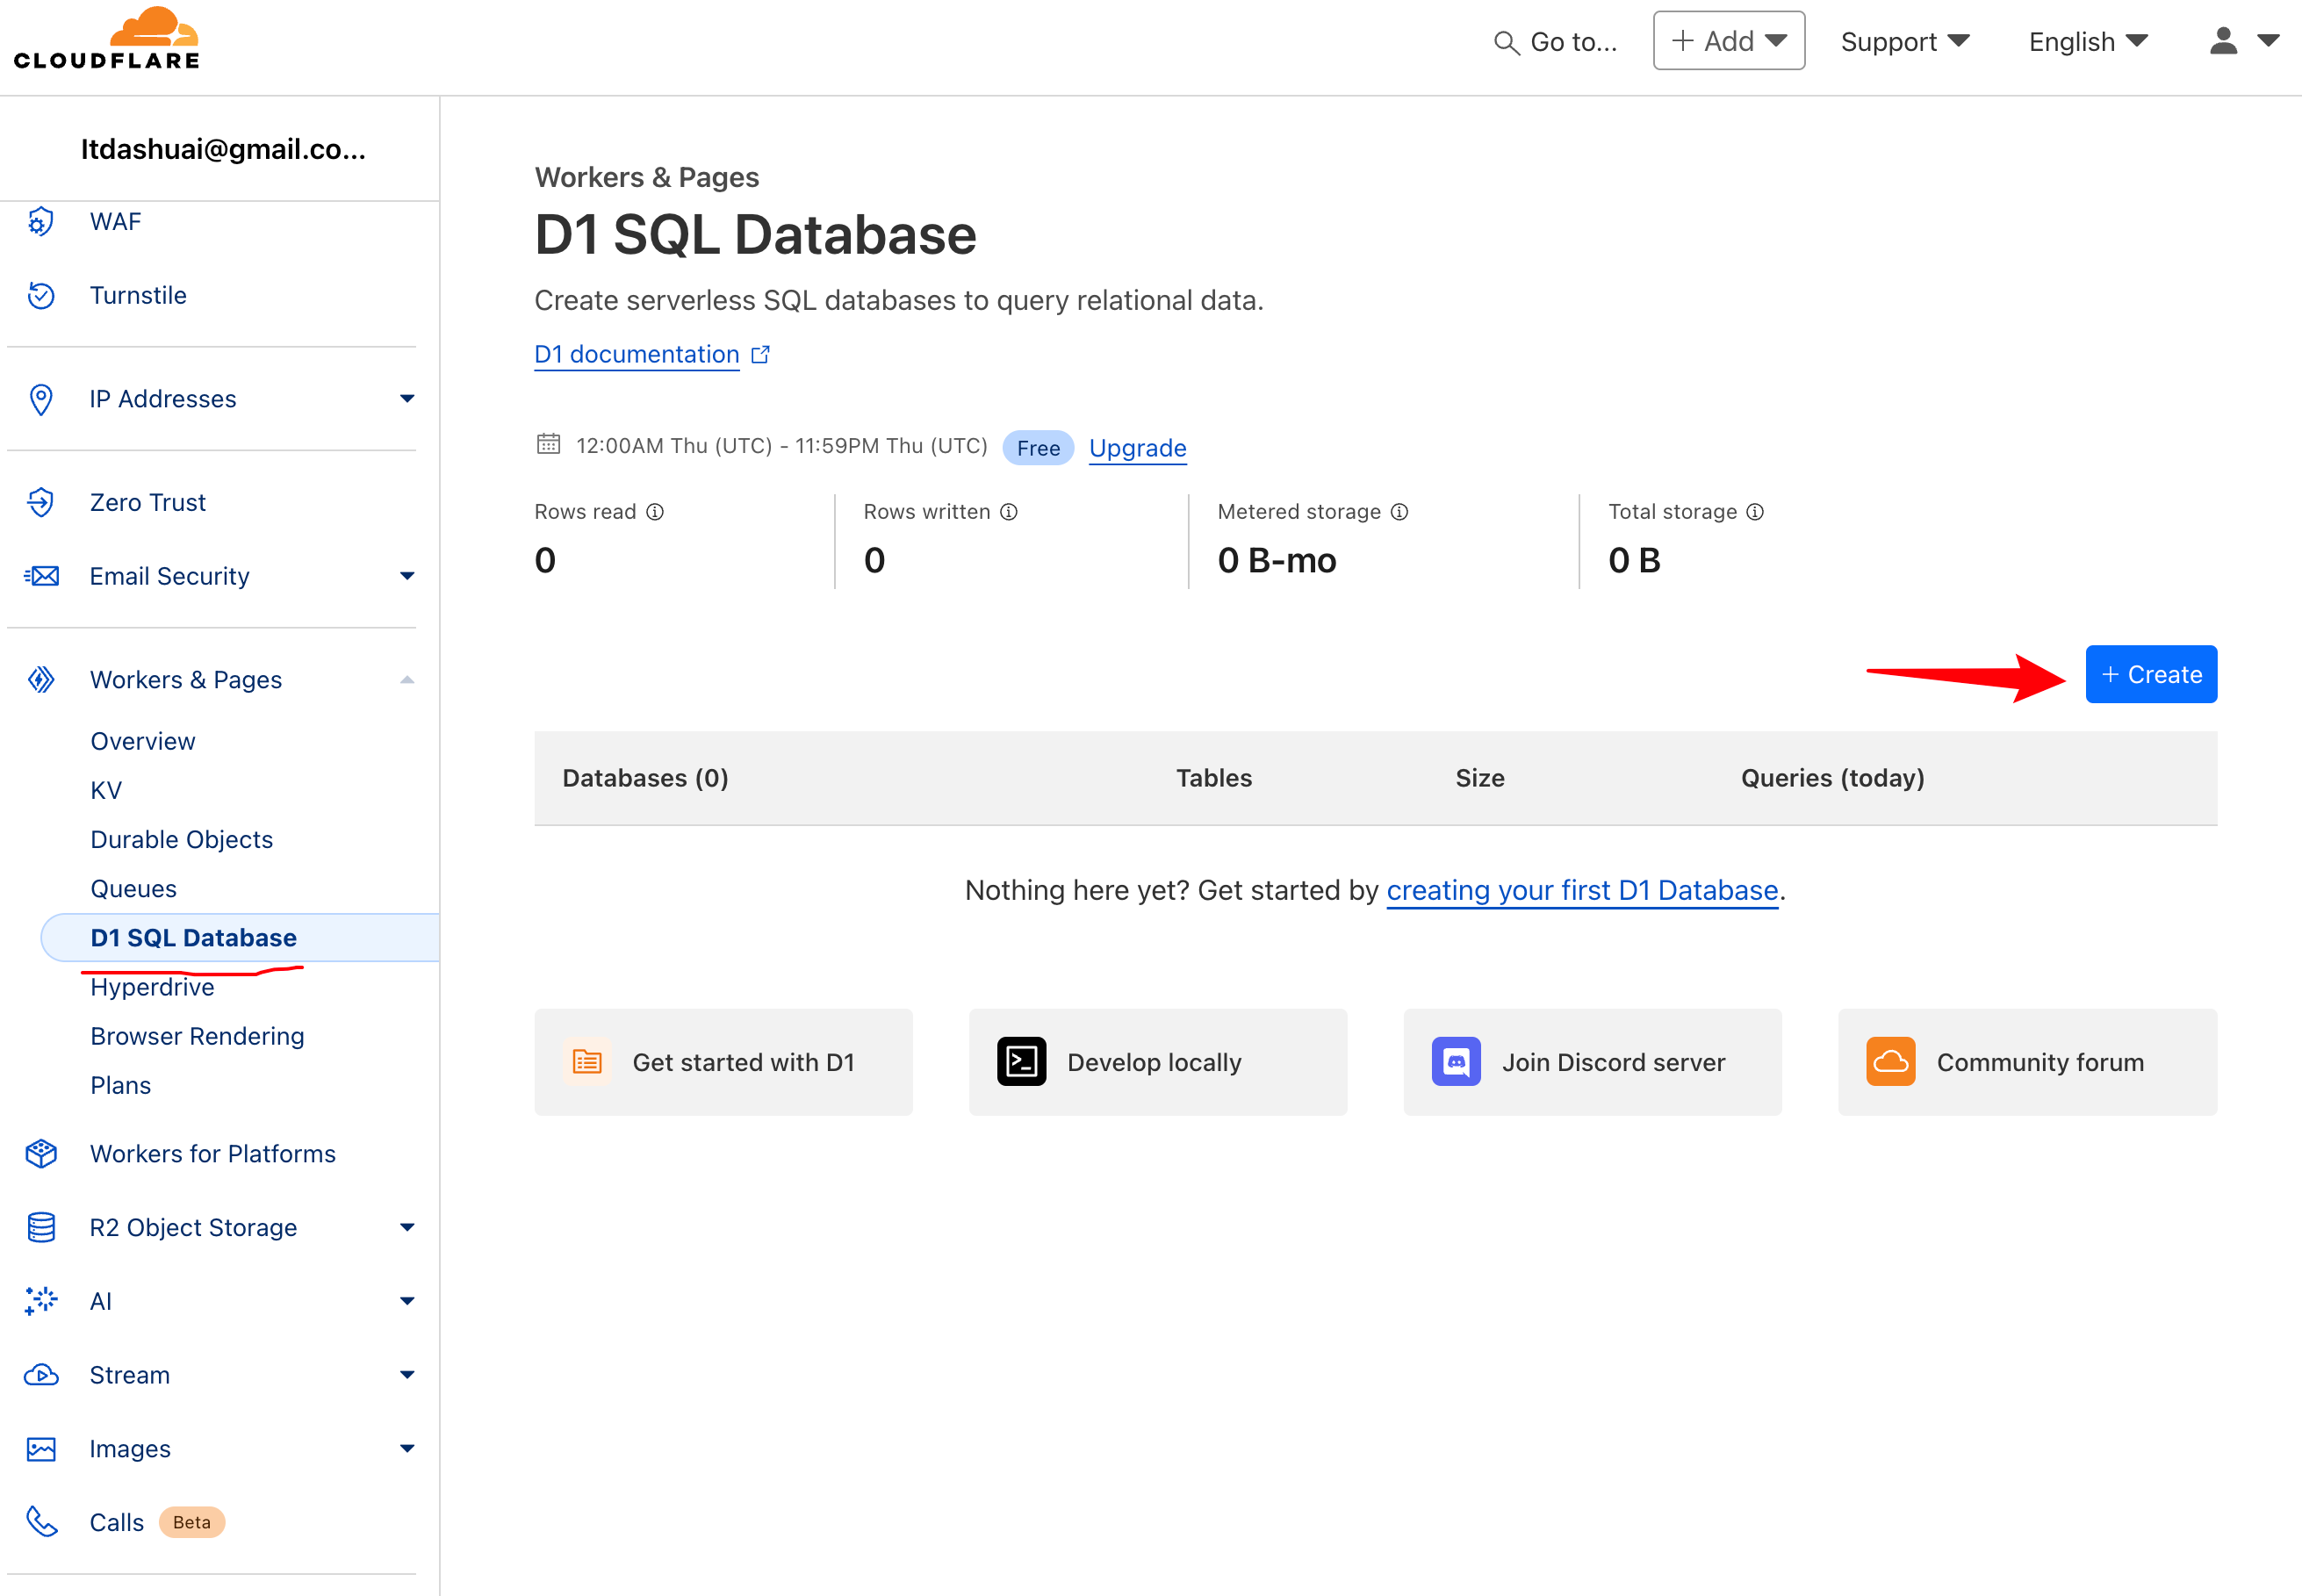 CLOUDFLARE
Go to...
+ Add
Support
English
ltdashuai@gmail.co...
WAF
Turnstile
IP Addresses
Zero Trust
Email Security
Workers & Pages
Overview
KV
Durable Objects
Queues
D1 SQL Database
Hyperdrive
Browser Rendering
Plans
Workers for Platforms
R2 Object Storage
AI
Stream
Images
Calls Beta
Workers & Pages
D1 SQL Database
Create serverless SQL databases to query relational data.
D1 documentation
12:00AM Thu (UTC) - 11:59PM Thu (UTC) Free Upgrade
Rows read
0
Rows written
0
Metered storage
0 B-mo
Total storage
0 B
+ Create
Databases (0) Tables Size Queries (today)
Nothing here yet? Get started by creating your first D1 Database.
Get started with D1
Develop locally
Join Discord server
Community forum